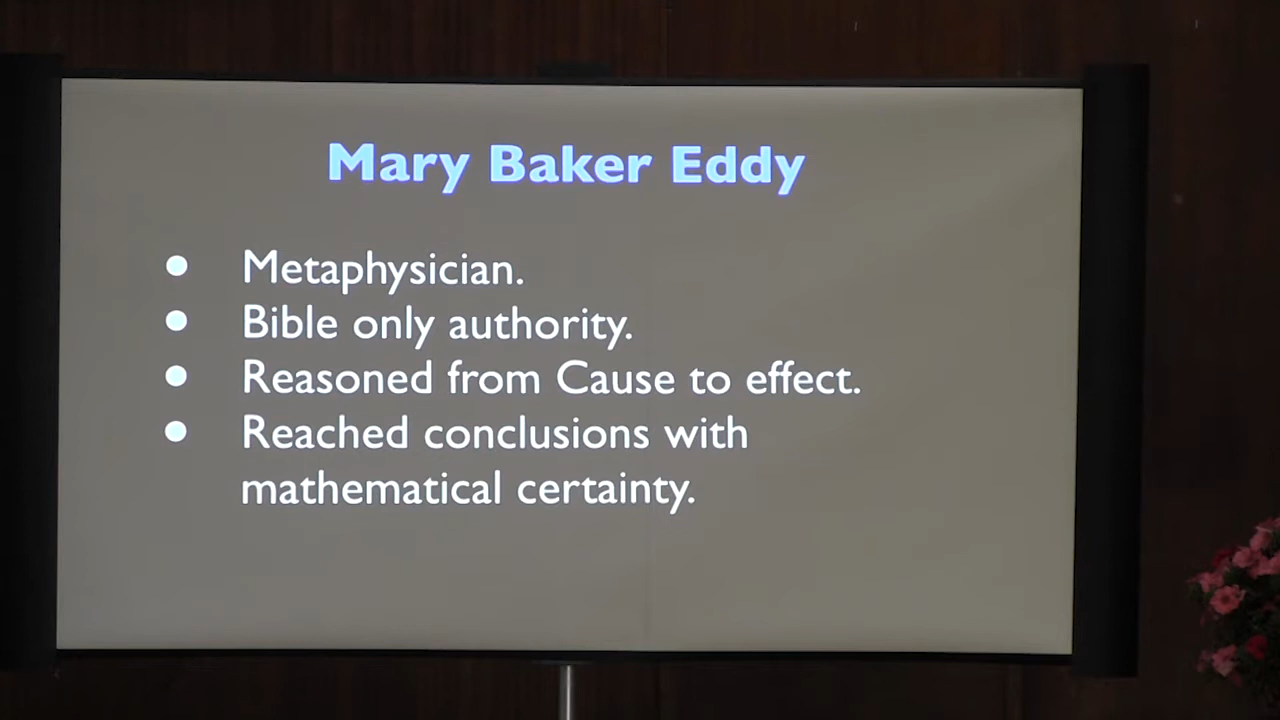 Mary Baker Eddy
• Metaphysician.
• Bible only authority.
• Reasoned from Cause to effect.
• Reached conclusions with
mathematical certainty.